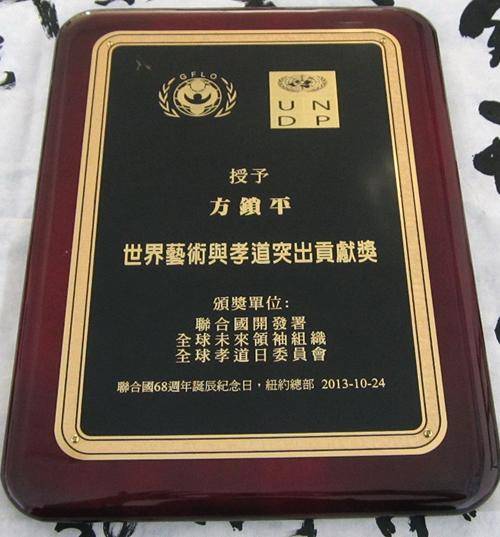 GFLO
UN
DP
授予
方鎖平
世界藝術與孝道突出貢獻獎
頒獎單位:
聯合國開發署
全球未來領袖組織
全球孝道日委員會
聯合國68週年誕辰紀念日，紐約總部 2013-10-24